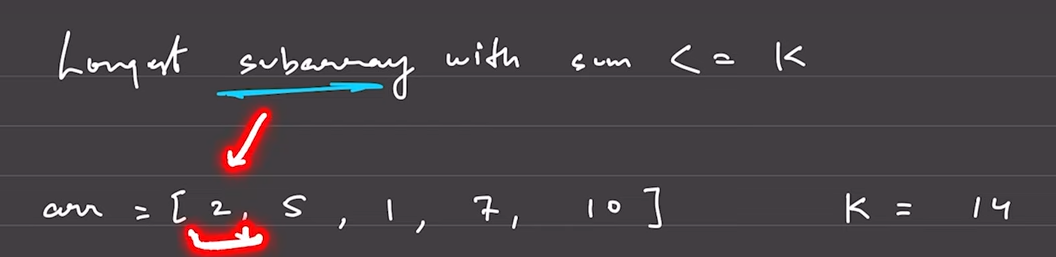 Longest subarray with sum <= K
arr = [ 2, 5, 1, 7, 10 ] K = 14